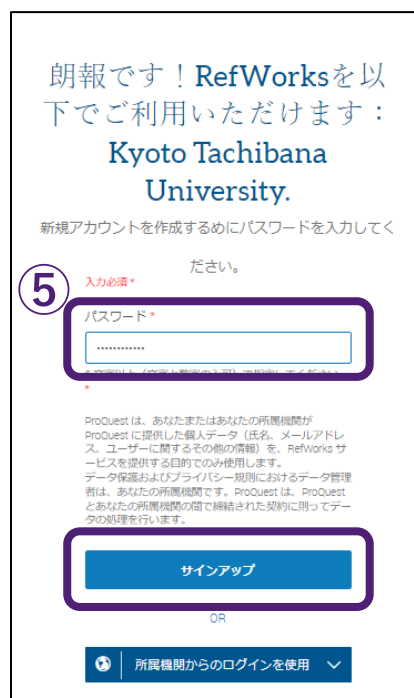 朗報です！RefWorksを以
下でご利用いただけます：
Kyoto Tachibana
University.
新規アカウントを作成するめにパスワードを入力してく
ださい。
⑤
入力必須 *
パスワード *
............
*
ProQuest は、あなたまたはあなたの所属機関が
ProQuest に提供した個人データ（氏名、メールアドレ
ス、ユーザーに関するその他の情報）を、RefWorks サ
ービスを提供する目的でのみ使用します。
データ保護およびプライバシー規則におけるデータ管理
者は、あなたの所属機関です。ProQuest は、ProQuest
とあなたの所属機関の間で締結された契約に則ってデー
タの処理を行います。
サインアップ
OR
所属機関からのログインを使用